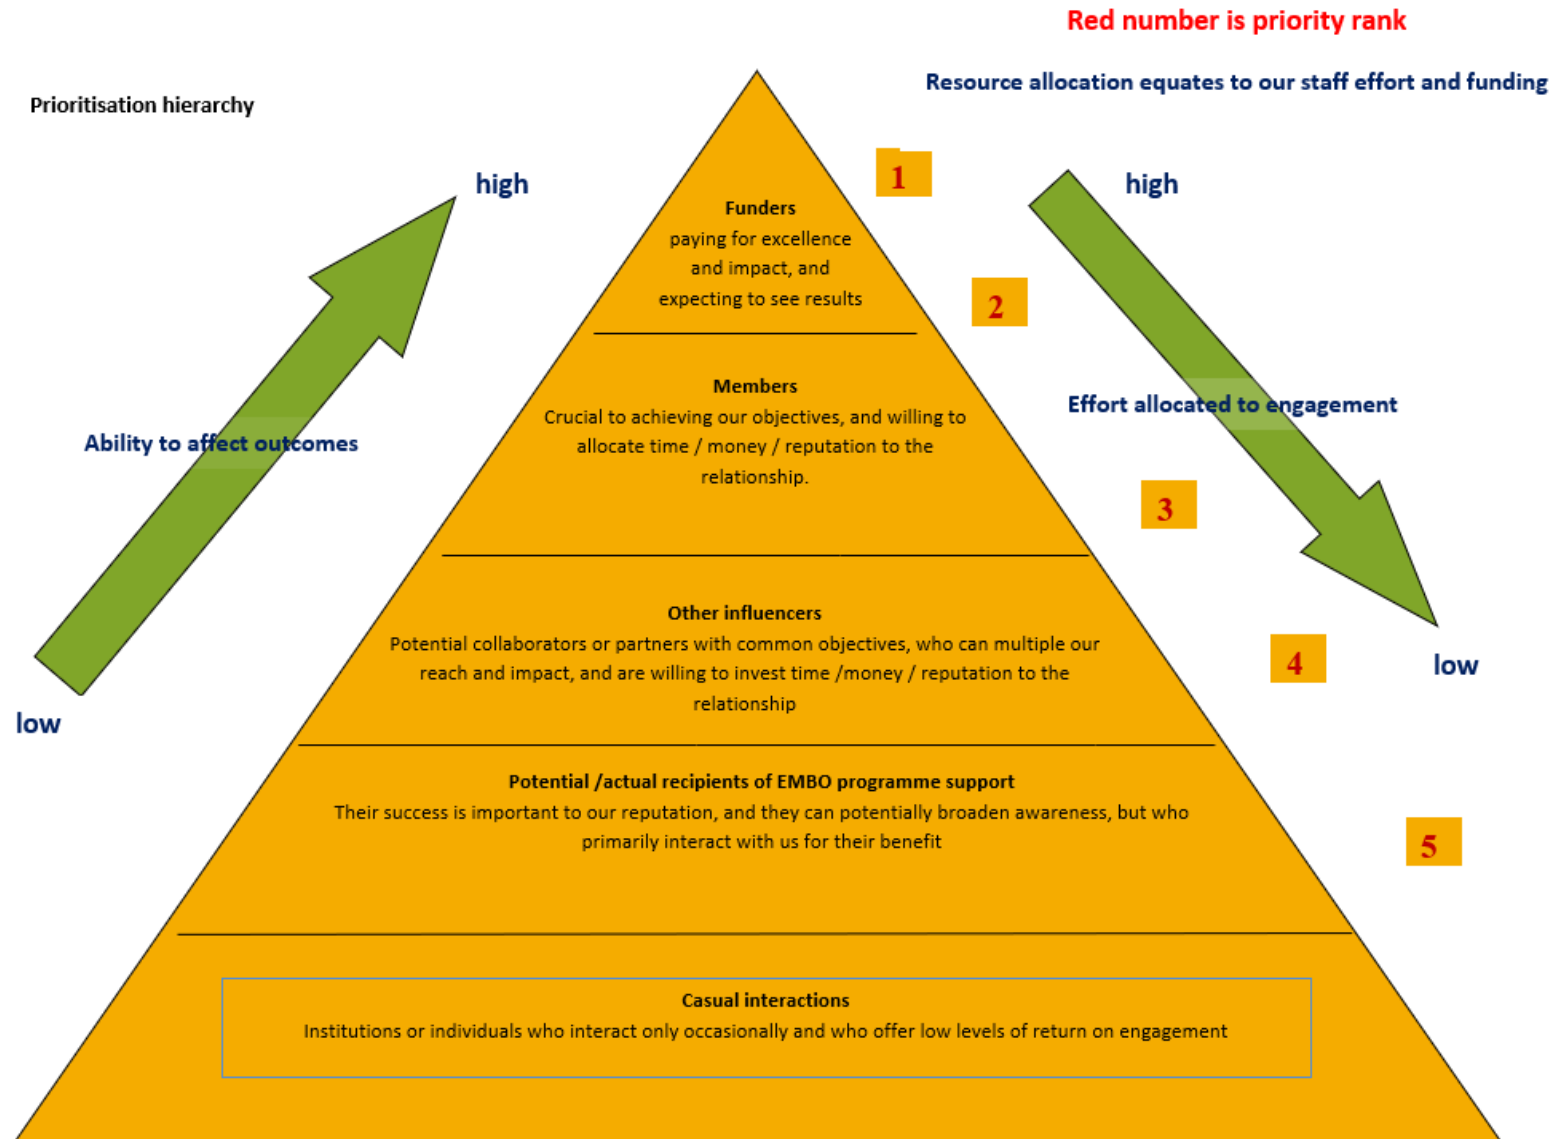 Red number is priority rank
Resource allocation equates to our staff effort and funding
Prioritisation hierarchy
high
high
1
Funders
paying for excellence
and impact, and
expecting to see results
2
Members
Crucial to achieving our objectives, and willing to
allocate time / money / reputation to the
relationship.
Effort allocated to engagement
Ability to affect outcomes
3
Other influencers
Potential collaborators or partners with common objectives, who can multiple our
reach and impact, and are willing to invest time /money / reputation to the
relationship
4
low
low
Potential /actual recipients of EMBO programme support
Their success is important to our reputation, and they can potentially broaden awareness, but who
primarily interact with us for their benefit
5
Casual interactions
Institutions or individuals who interact only occasionally and who offer low levels of return on engagement